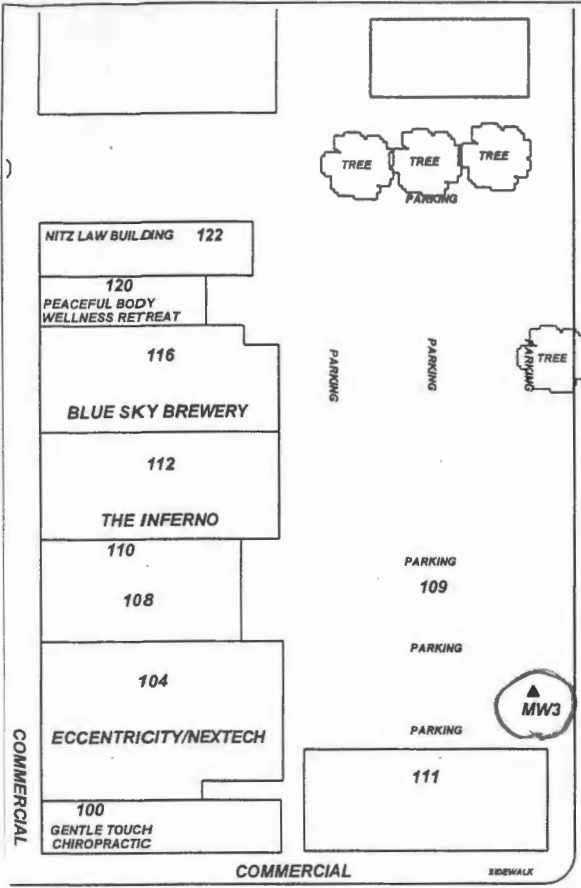 TREE
TREE
TREE
PARKING
NITZ LAW BUILDING 122
120
PEACEFUL BODY
WELLNESS RETREAT
116
BLUE SKY BREWERY
PARKING
PARKING
PARKING
TREE
112
THE INFERNO
110
108
PARKING
109
PARKING
104
ECCENTRICITY/NEXTECH
MW3
PARKING
111
COMMERCIAL
100
GENTLE TOUCH
CHIROPRACTIC
COMMERCIAL
SIDEWALK